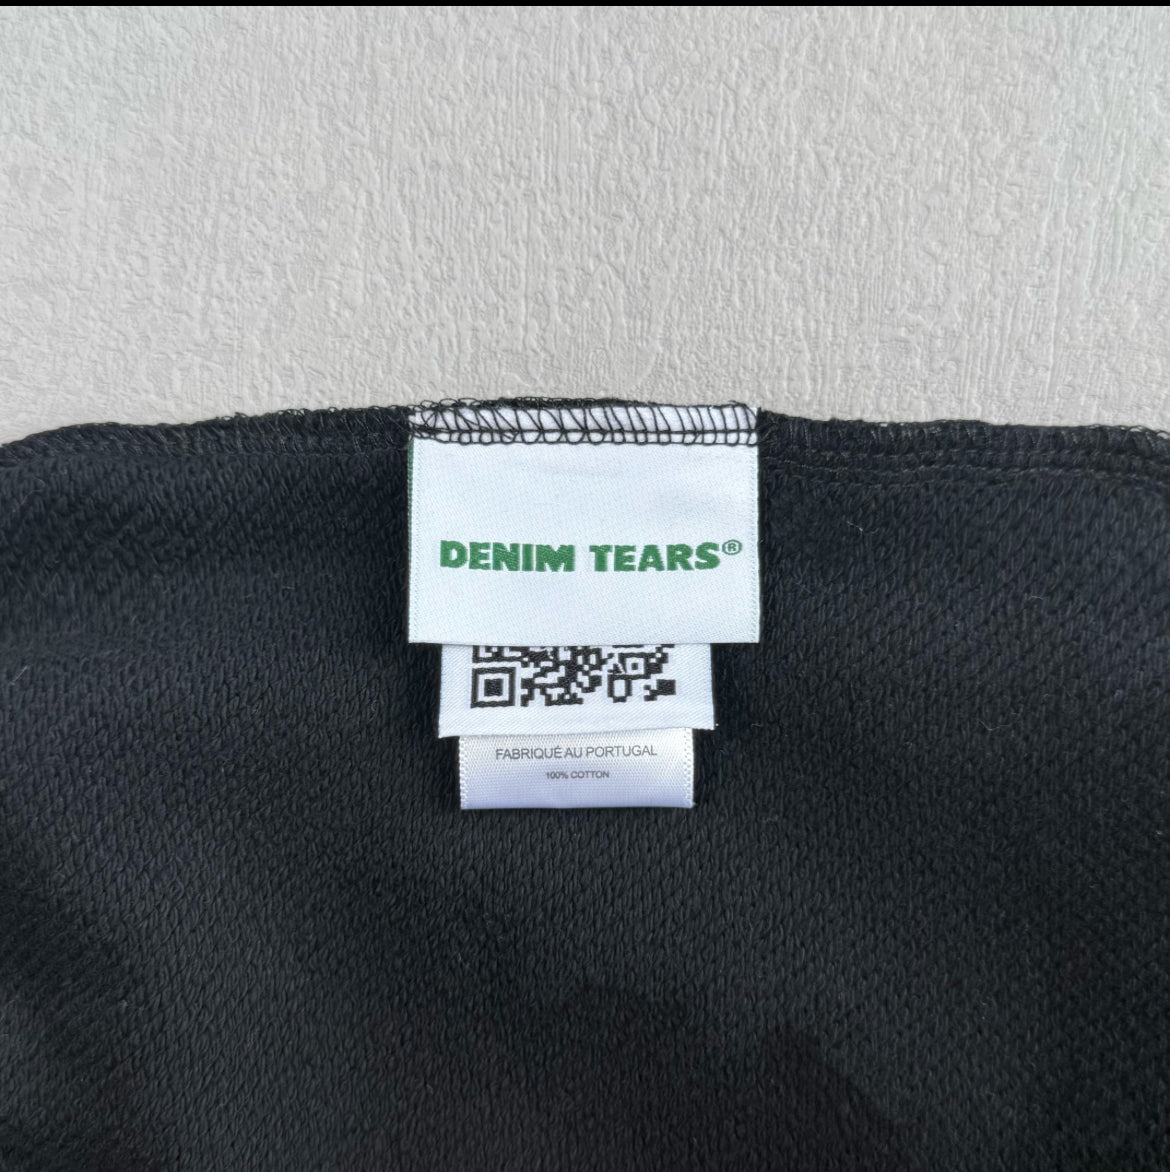 DENIM TEARS®
FABRIQUÉ AU PORTUGAL
100% COTTON